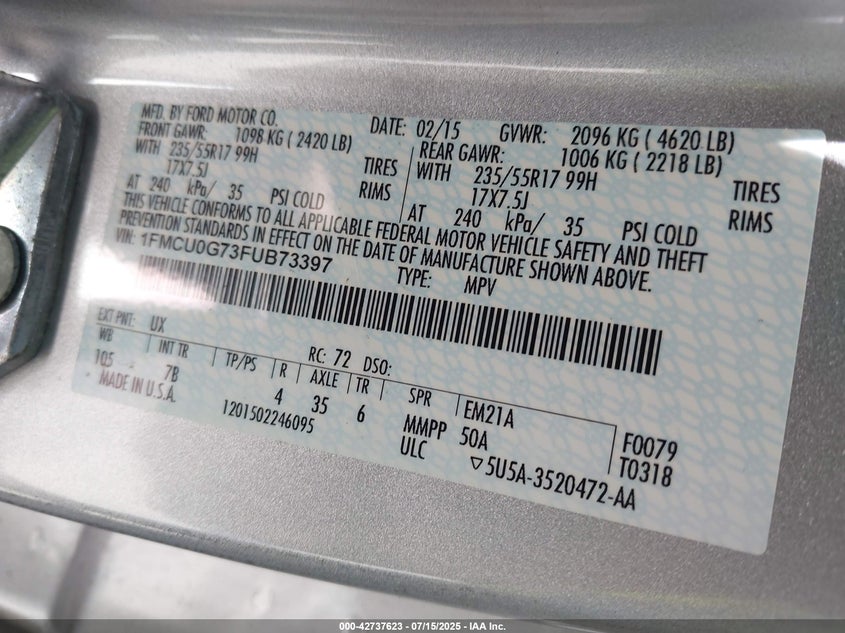 MFD. BY FORD MOTOR CO. DATE: 02/15 GVWR: 2096 KG ( 4620 LB)
FRONT GAWR: 1098 KG ( 2420 LB) REAR GAWR: 1006 KG ( 2218 LB)
WITH 235/55R17 99H TIRES WITH 235/55R17 99H TIRES
17X7.5J RIMS 17X7.5J RIMS
AT 240 kPa/ 35 PSI COLD AT 240 kPa/ 35 PSI COLD
THIS VEHICLE CONFORMS TO ALL APPLICABLE FEDERAL MOTOR VEHICLE SAFETY AND THEFT
PREVENTION STANDARDS IN EFFECT ON THE DATE OF MANUFACTURE SHOWN ABOVE.
VIN: 1FMCU0G73FUB73397
TYPE: MPV
EXT PNT: UX RC: 72 DSO:
WB INT TR TP/PS R AXLE TR SPR EM21A
105 7B 4 35 6 MMPP 50A F0079
MADE IN U.S.A. 1201502246095 ULC T0318
▽5U5A-3520472-AA
000-42737623 - 07/15/2025 - IAA Inc.